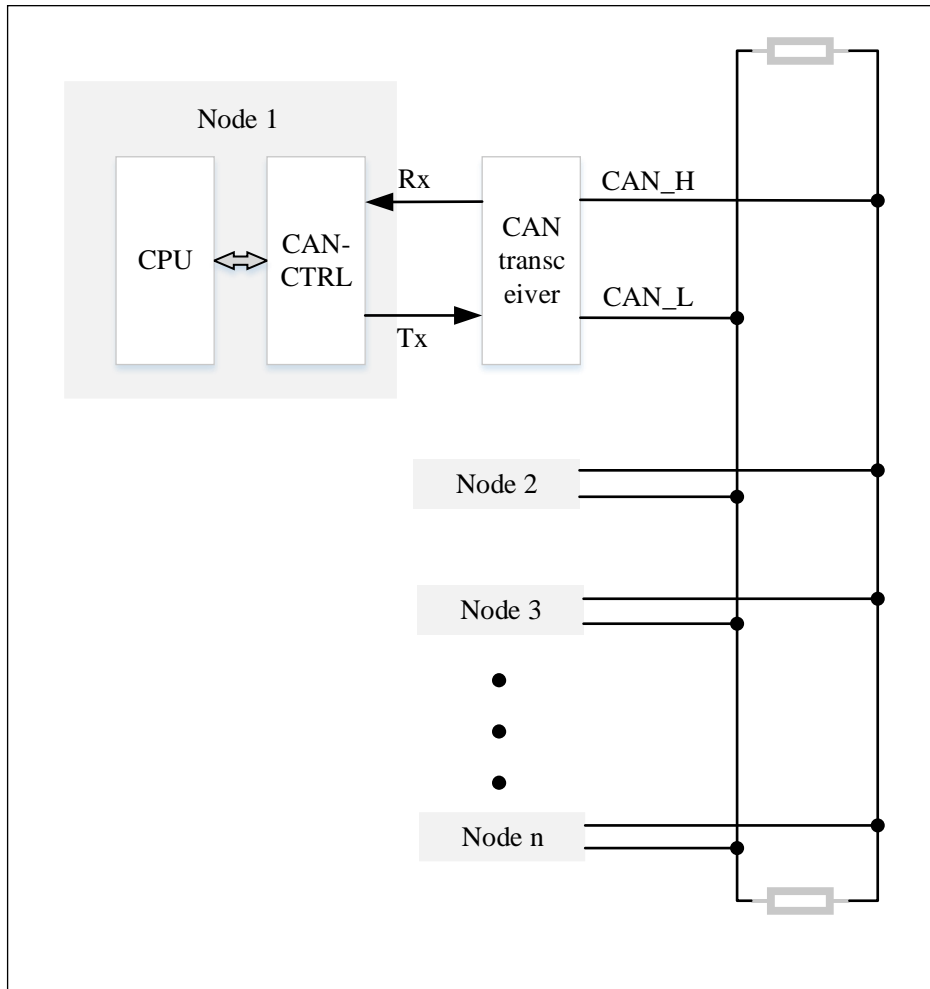 Node 1
Rx
CAN_H
CPU
CAN-
CTRL
CAN
transc
eiver
CAN_L
Tx
Node 2
Node 3
Node n